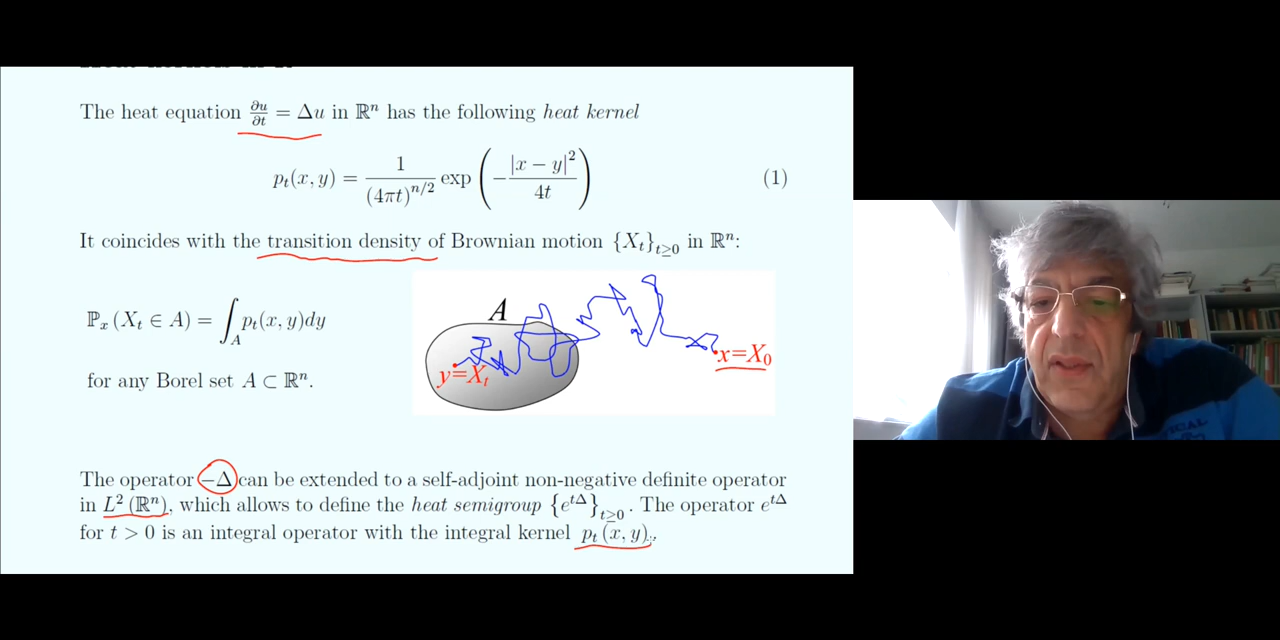 The heat equation ∂u/∂t = Δu in ℝⁿ has the following heat kernel
pₜ(x, y) = 1/(4πt)^{n/2} exp(−|x − y|²/4t) (1)
It coincides with the transition density of Brownian motion {Xₜ}_{t≥0} in ℝⁿ:
A
ℙₓ (Xₜ ∈ A) = ∫_A pₜ(x, y)dy
x=X₀
y=Xₜ
for any Borel set A ⊂ ℝⁿ.
The operator −Δ can be extended to a self-adjoint non-negative definite operator
in L² (ℝⁿ), which allows to define the heat semigroup {e^{tΔ}}_{t≥0}. The operator e^{tΔ}
for t > 0 is an integral operator with the integral kernel pₜ (x, y).